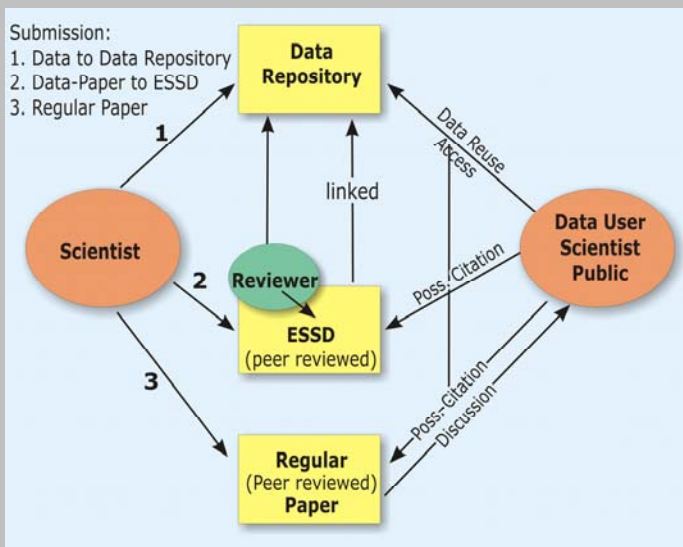 Submission:
1. Data to Data Repository
2. Data-Paper to ESSD
3. Regular Paper
Data
Repository
1
Data Reuse
Access
linked
Scientist
Data User
Scientist
Public
2
Reviewer
Poss. Citation
ESSD
(peer reviewed)
3
Poss. Citation
Discussion
Regular
(Peer reviewed)
Paper